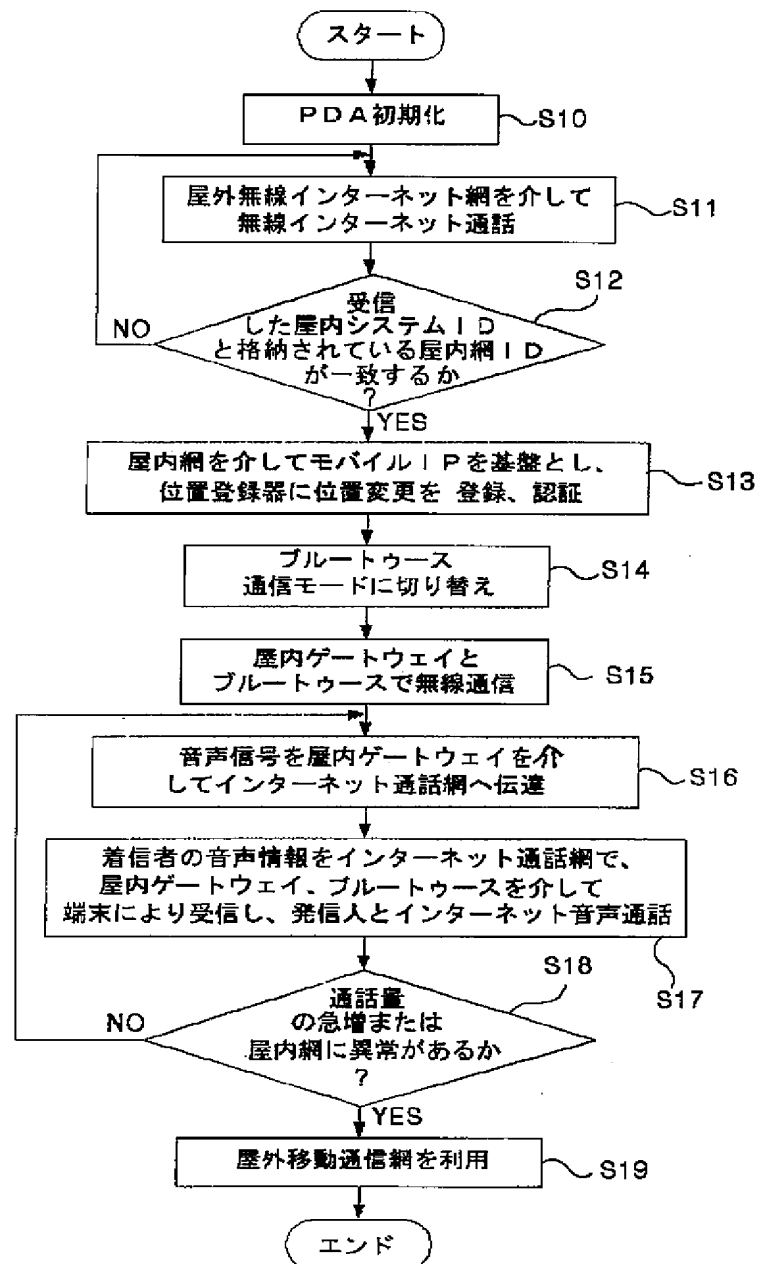 スタート
PDA初期化
S10
屋外無線インターネット網を介して
無線インターネット通話
S11
S12
受信
した屋内システムID
と格納されている屋内網ID
が一致するか
?
NO
YES
屋内網を介してモバイルIPを基盤とし、
位置登録器に位置変更を 登録、認証
S13
ブルートゥース
通信モードに切り替え
S14
屋内ゲートウェイと
ブルートゥースで無線通信
S15
音声信号を屋内ゲートウェイを介
してインターネット通話網へ伝達
S16
着信者の音声情報をインターネット通話網で、
屋内ゲートウェイ、ブルートゥースを介して
端末により受信し、発信人とインターネット音声通話
S17
S18
通話量
の急増または
屋内網に異常があるか
?
NO
YES
屋外移動通信網を利用
S19
エンド